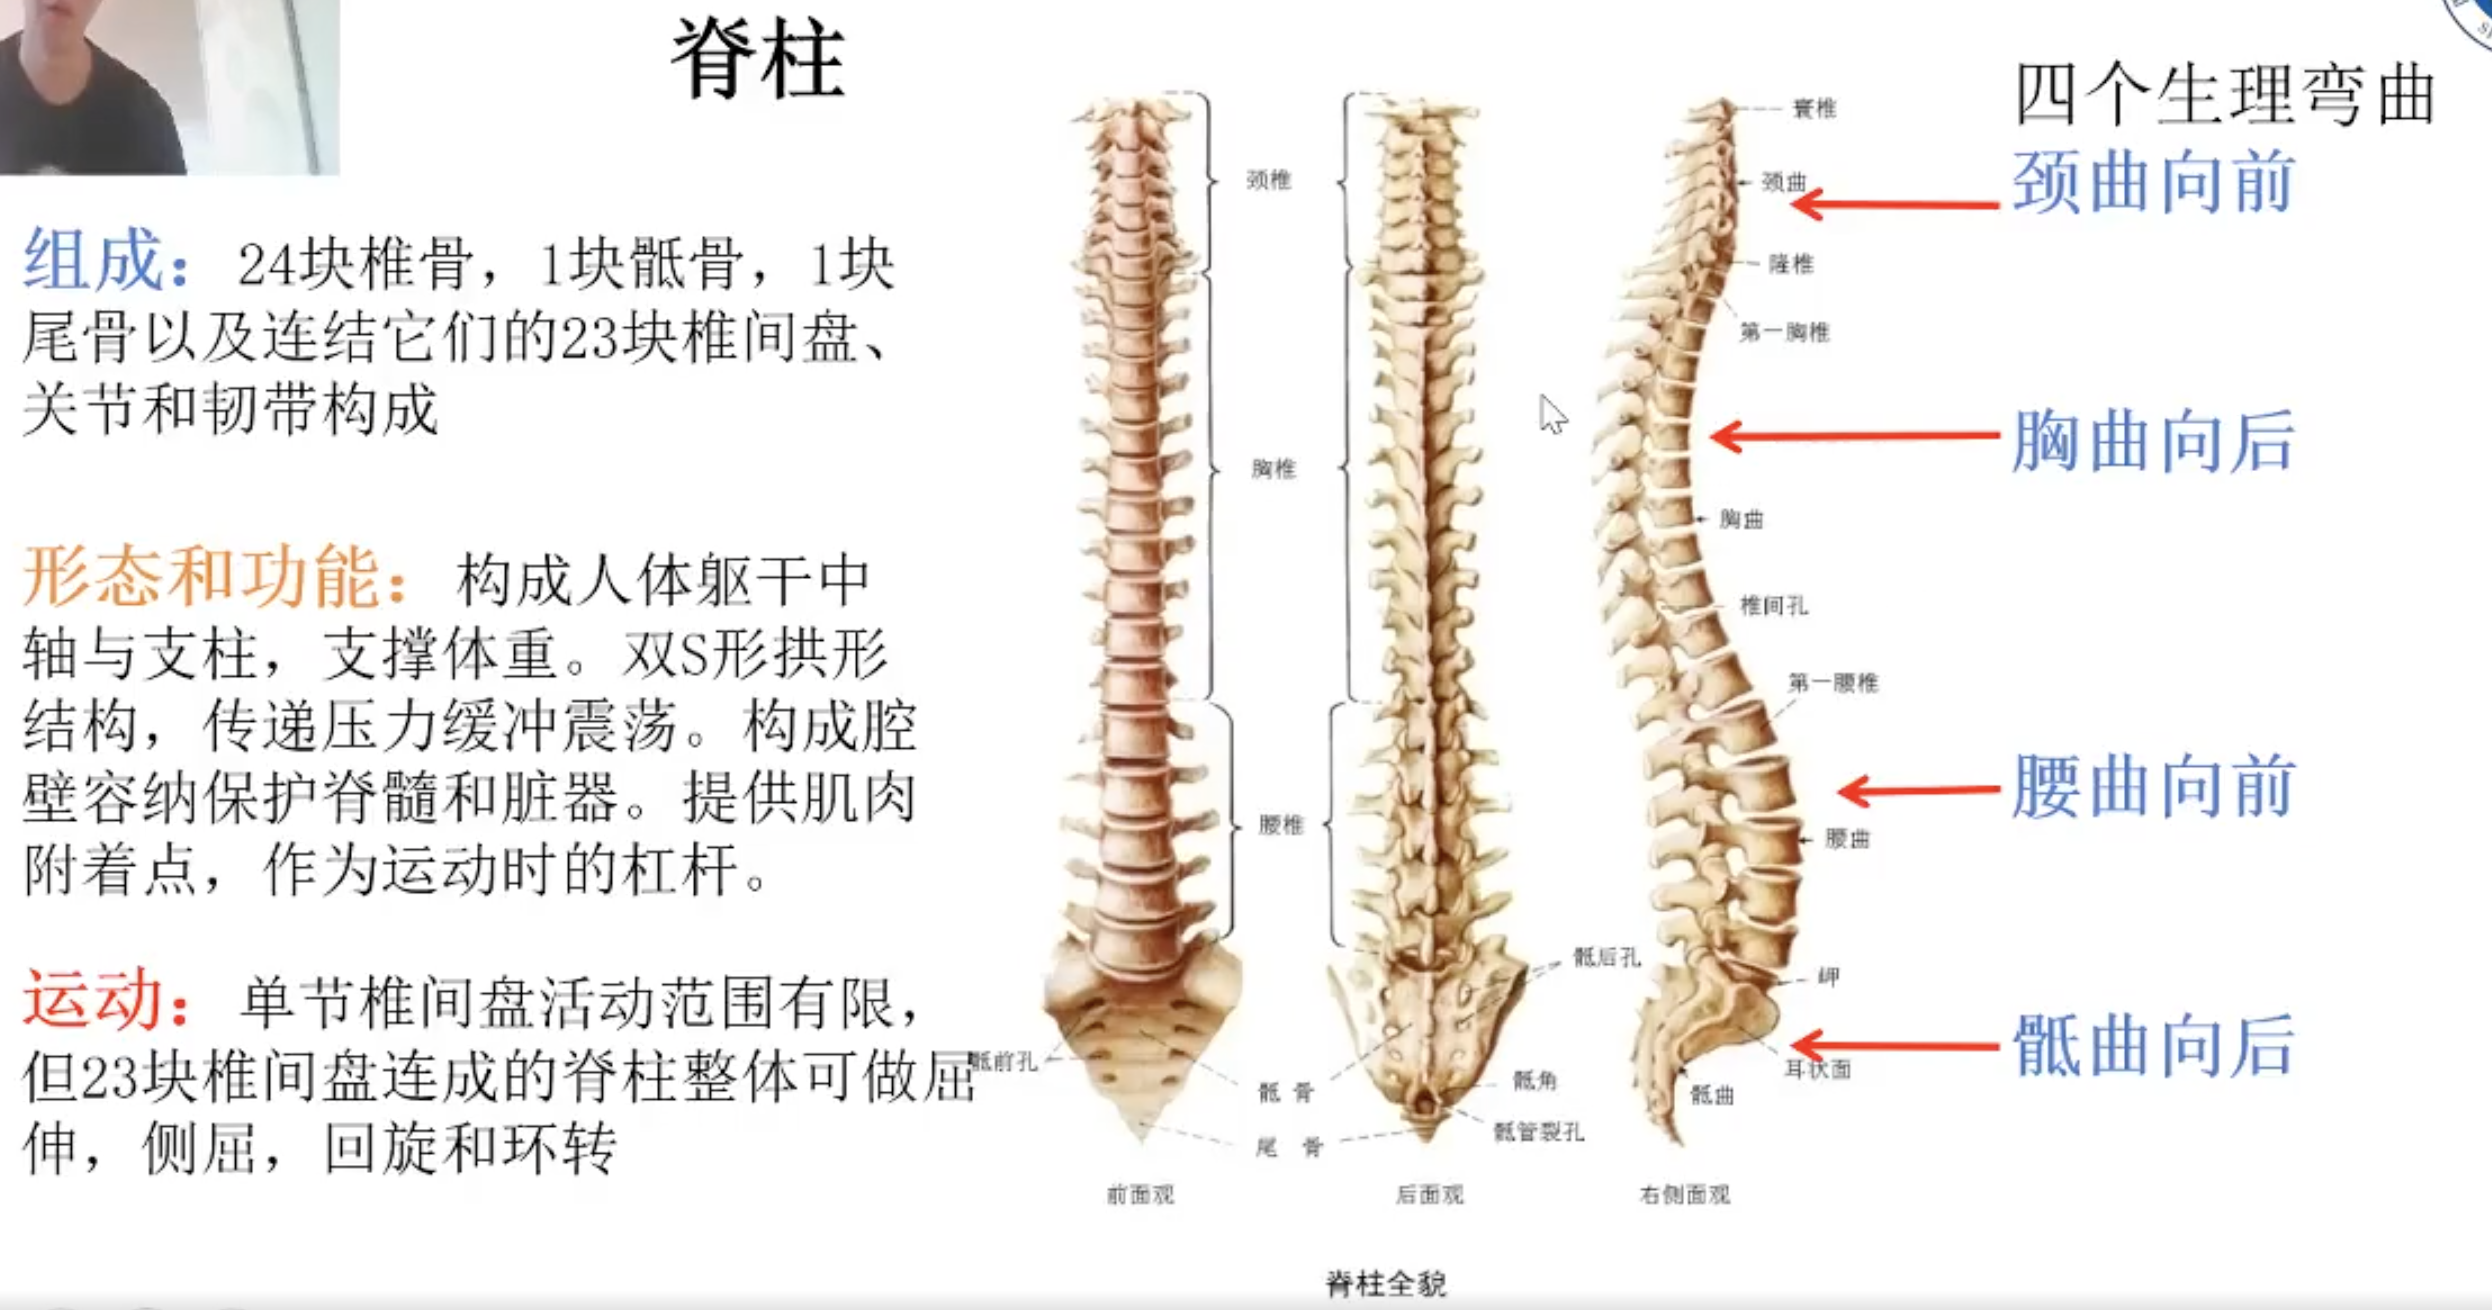 脊柱
组成：24块椎骨，1块骶骨，1块
尾骨以及连结它们的23块椎间盘、
关节和韧带构成
形态和功能：构成人体躯干中
轴与支柱，支撑体重。双S形拱形
结构，传递压力缓冲震荡。构成腔
壁容纳保护脊髓和脏器。提供肌肉
附着点，作为运动时的杠杆。
运动：单节椎间盘活动范围有限，
但23块椎间盘连成的脊柱整体可做屈
伸，侧屈，回旋和环转
颈椎
胸椎
腰椎
骶前孔
骶骨
尾骨
骶后孔
骶角
骶管裂孔
寰椎
颈曲
隆椎
第一胸椎
胸曲
椎间孔
第一腰椎
腰曲
岬
耳状面
骶曲
前面观
后面观
右侧面观
脊柱全貌
四个生理弯曲
颈曲向前
胸曲向后
腰曲向前
骶曲向后